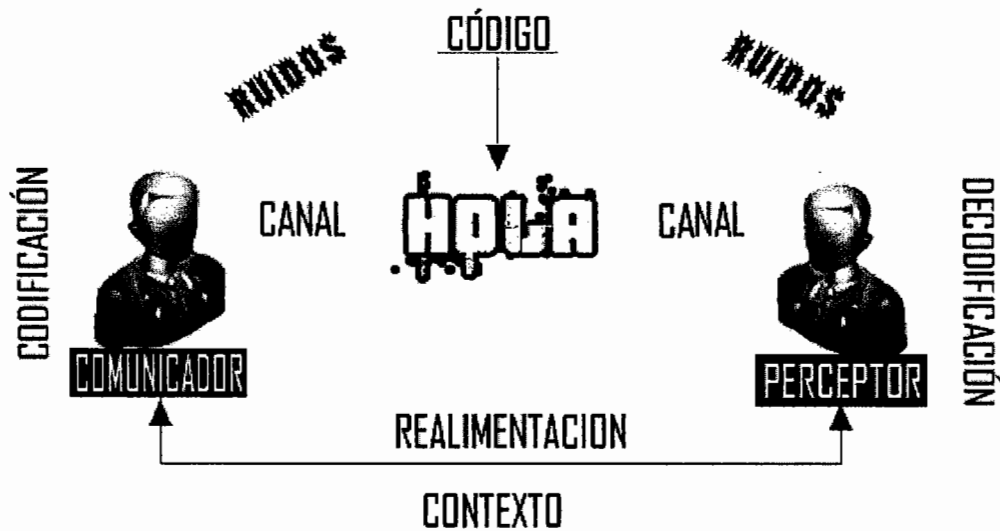 CÓDIGO
RUIDOS
RUIDOS
CODIFICACIÓN
CANAL
HOLA
CANAL
DECODIFICACIÓN
COMUNICADOR
PERCEPTOR
REALIMENTACION
CONTEXTO